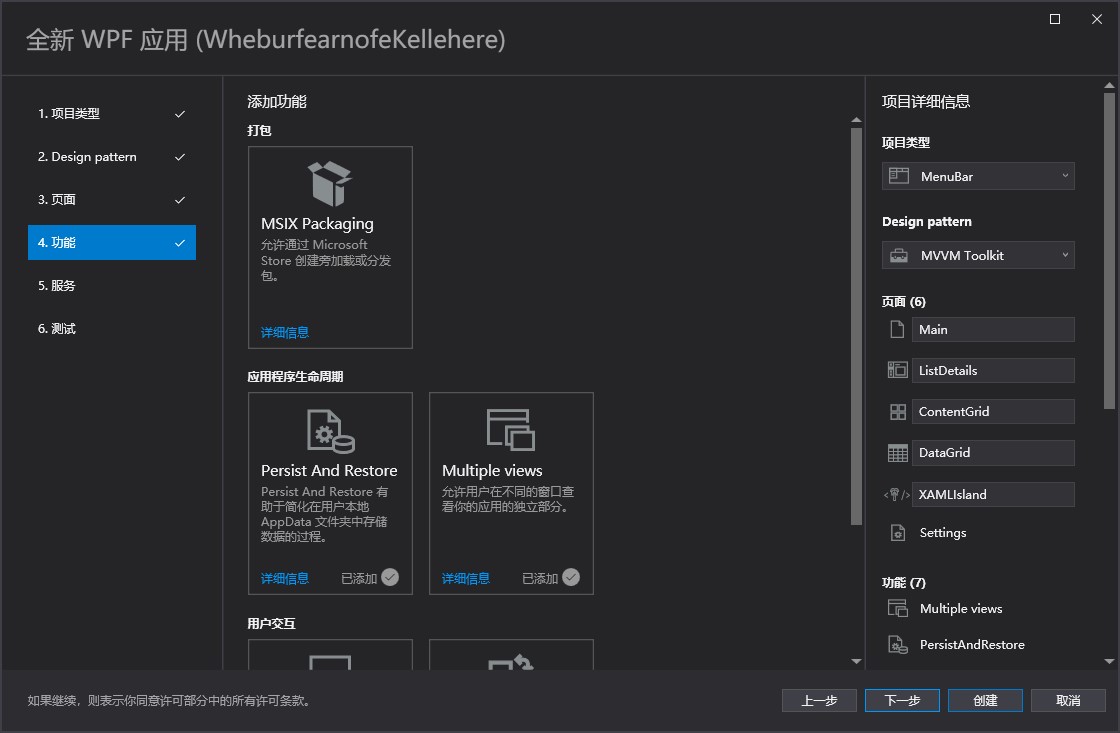 全新 WPF 应用 (WheburfearnofeKellehere)
1. 项目类型
2. Design pattern
3. 页面
4. 功能
5. 服务
6. 测试
添加功能
打包
MSIX Packaging
允许通过 Microsoft
Store 创建旁加载或分发
包。
详细信息
应用程序生命周期
Persist And Restore
Persist And Restore 有
助于简化在用户本地
AppData 文件夹中存储
数据的过程。
详细信息
已添加
Multiple views
允许用户在不同的窗口查
看你的应用的独立部分。
详细信息
已添加
用户交互
项目详细信息
项目类型
MenuBar
Design pattern
MVVM Toolkit
页面 (6)
Main
ListDetails
ContentGrid
DataGrid
XAMLIsland
Settings
功能 (7)
Multiple views
PersistAndRestore
如果继续，则表示你同意许可部分中的所有许可条款。
上一步
下一步
创建
取消